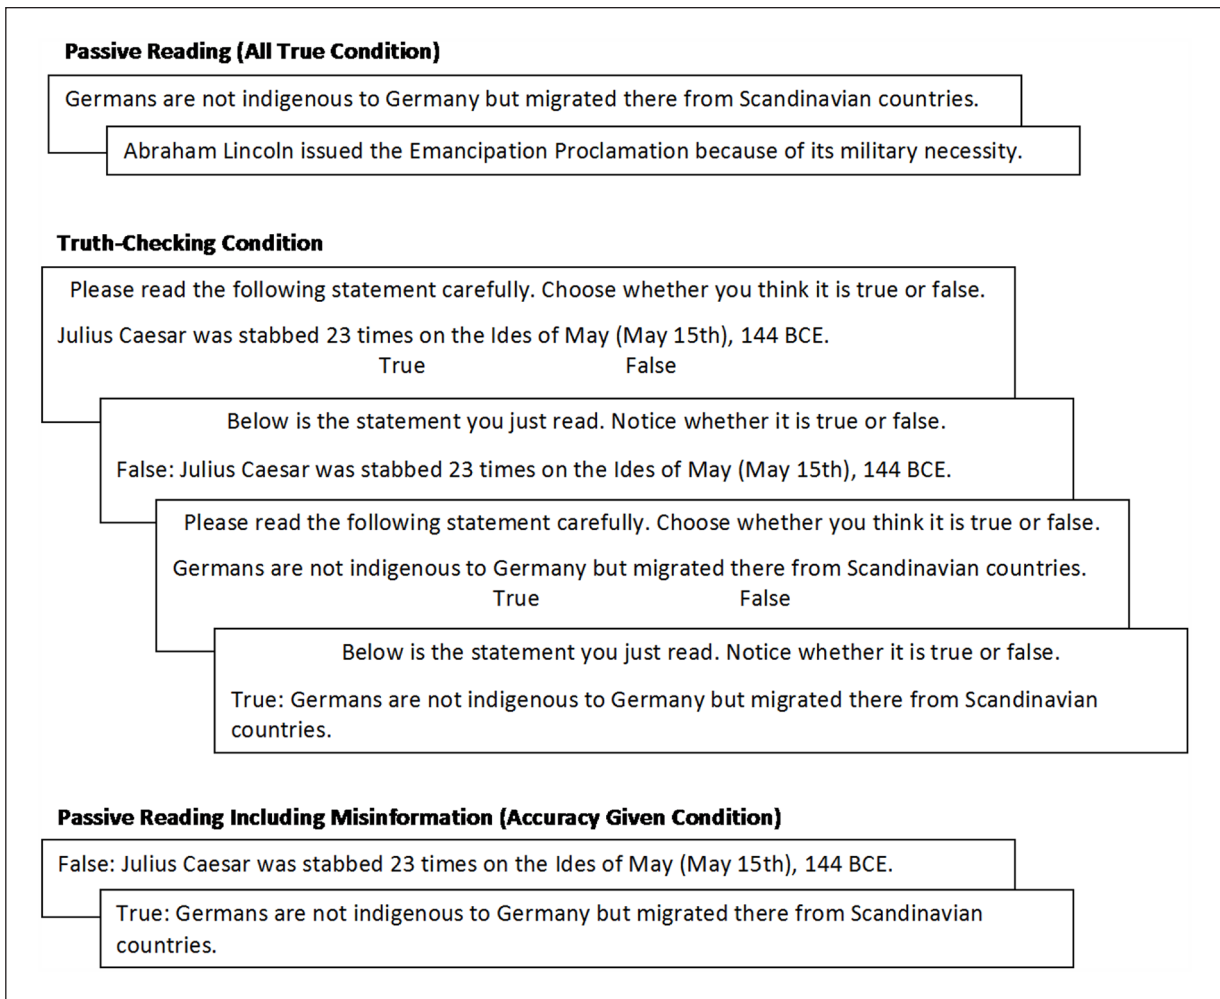 Passive Reading (All True Condition)
Germans are not indigenous to Germany but migrated there from Scandinavian countries.
Abraham Lincoln issued the Emancipation Proclamation because of its military necessity.
Truth-Checking Condition
Please read the following statement carefully. Choose whether you think it is true or false.
Julius Caesar was stabbed 23 times on the Ides of May (May 15th), 144 BCE.
True False
Below is the statement you just read. Notice whether it is true or false.
False: Julius Caesar was stabbed 23 times on the Ides of May (May 15th), 144 BCE.
Please read the following statement carefully. Choose whether you think it is true or false.
Germans are not indigenous to Germany but migrated there from Scandinavian countries.
True False
Below is the statement you just read. Notice whether it is true or false.
True: Germans are not indigenous to Germany but migrated there from Scandinavian
countries.
Passive Reading Including Misinformation (Accuracy Given Condition)
False: Julius Caesar was stabbed 23 times on the Ides of May (May 15th), 144 BCE.
True: Germans are not indigenous to Germany but migrated there from Scandinavian
countries.